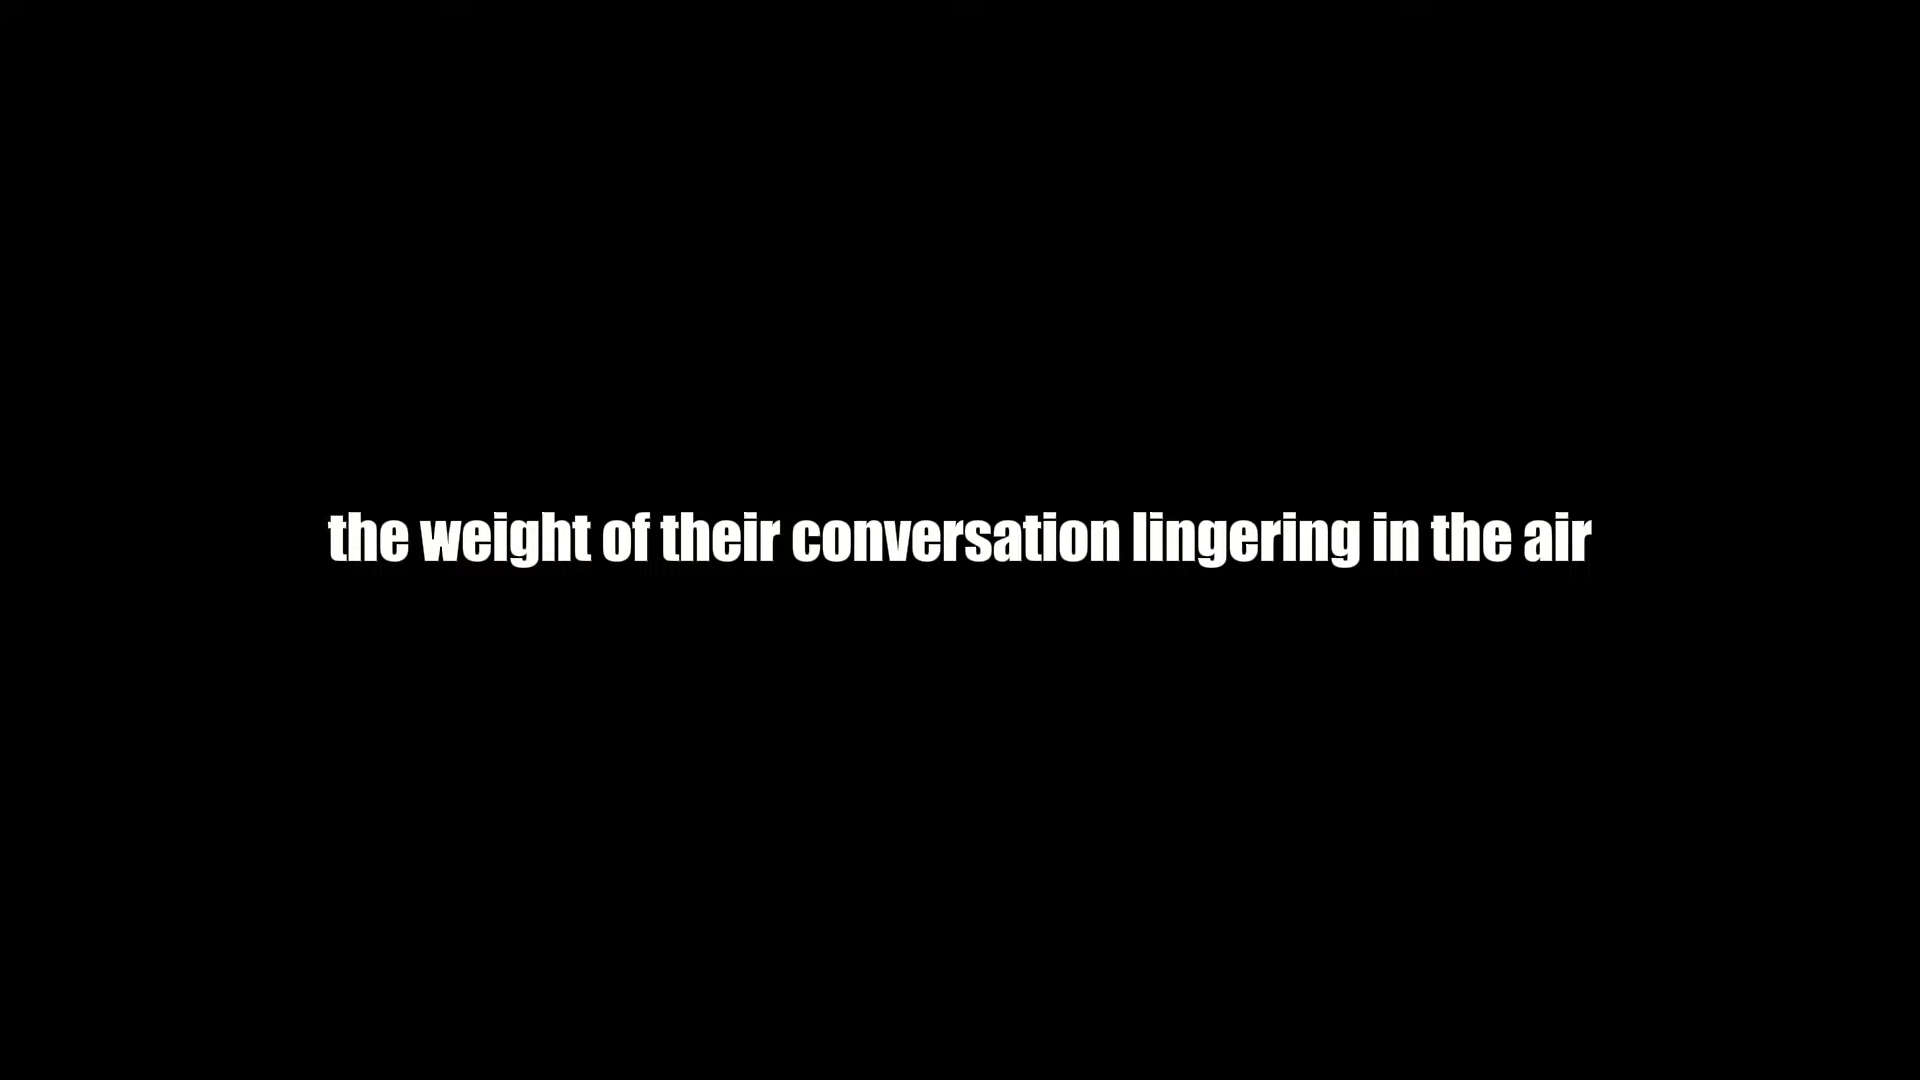 the weight of their conversation lingering in the air